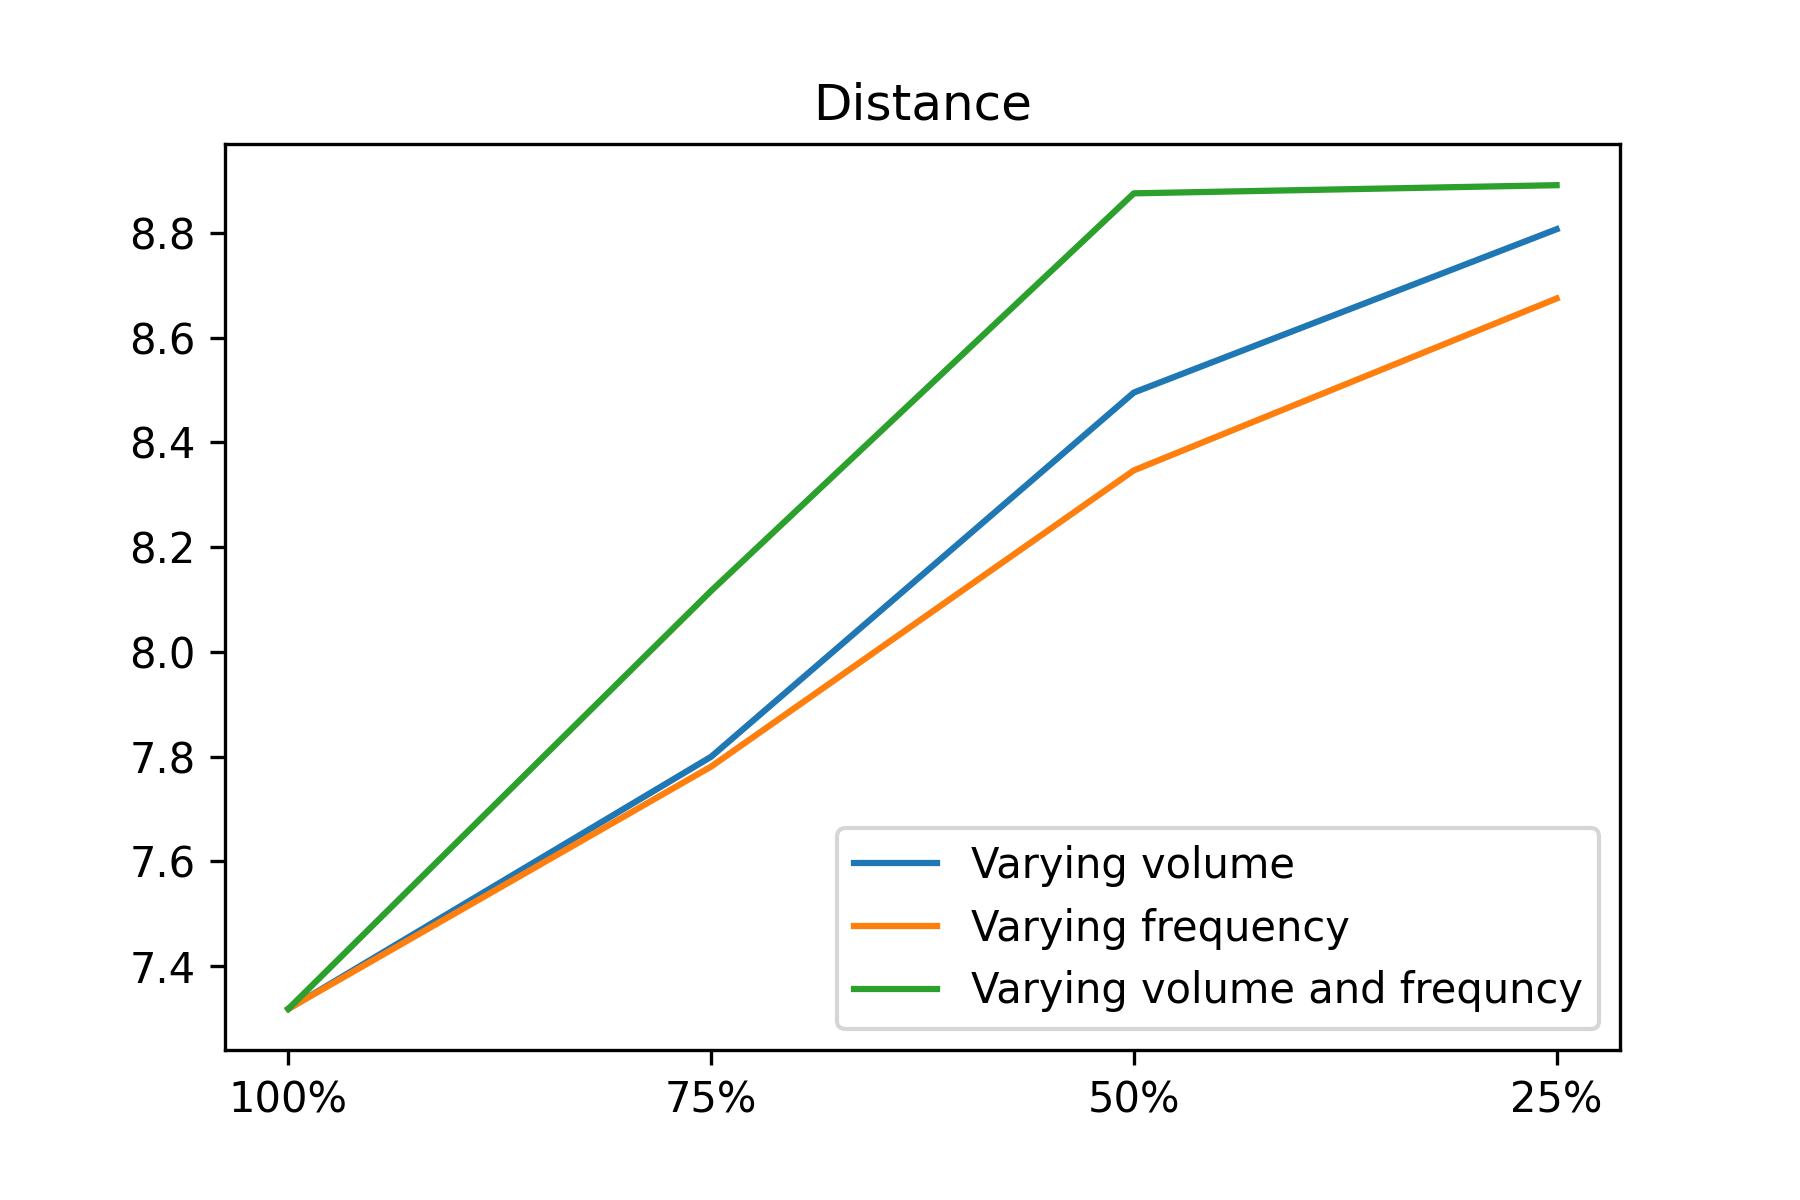 Distance
8.8
8.6
8.4
8.2
8.0
7.8
7.6
7.4
Varying volume
Varying frequency
Varying volume and frequncy
100% 75% 50% 25%